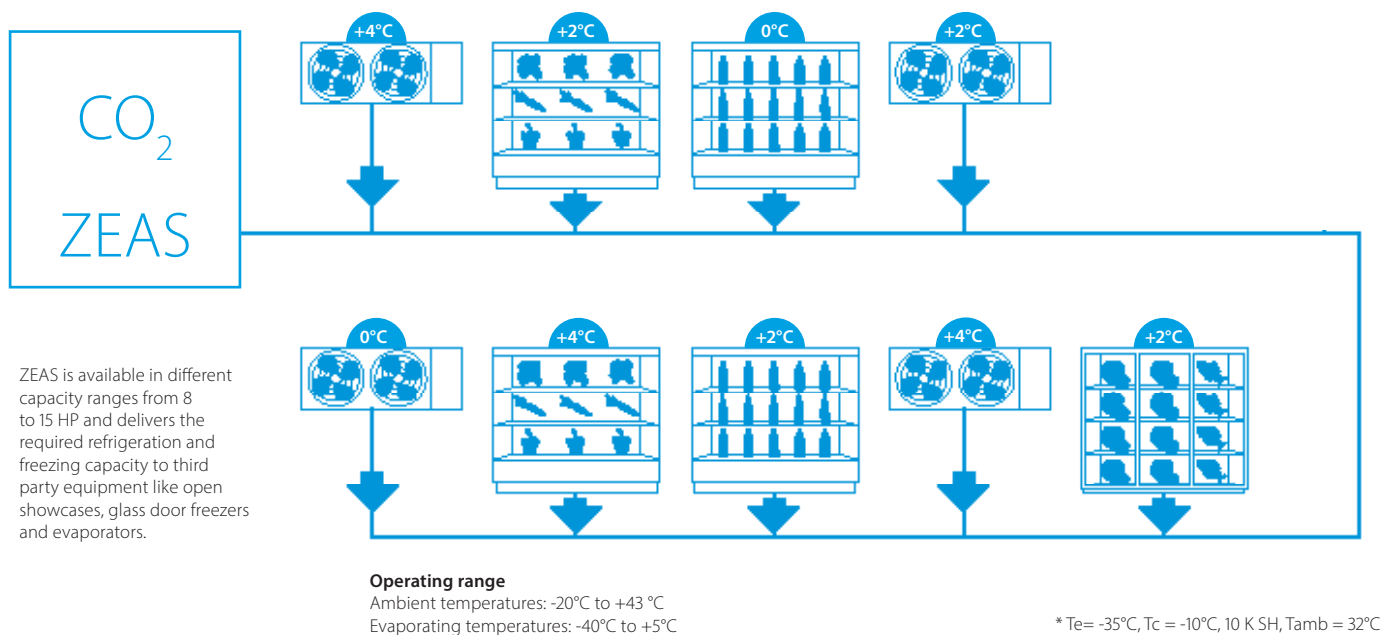 +4°C
+2°C
0°C
+2°C
CO2
ZEAS
0°C
+4°C
+2°C
+4°C
+2°C
ZEAS is available in different
capacity ranges from 8
to 15 HP and delivers the
required refrigeration and
freezing capacity to third
party equipment like open
showcases, glass door freezers
and evaporators.
Operating range
Ambient temperatures: -20°C to +43 °C
Evaporating temperatures: -40°C to +5°C
* Te= -35°C, Tc = -10°C, 10 K SH, Tamb = 32°C